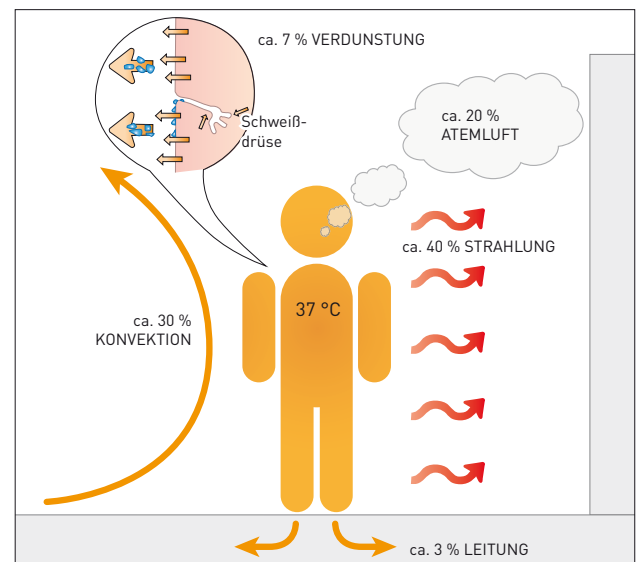 ca. 7 % VERDUNSTUNG
Schweiß-
drüse
ca. 20 %
ATEMLUFT
ca. 40 % STRAHLUNG
37 °C
ca. 30 %
KONVEKTION
ca. 3 % LEITUNG